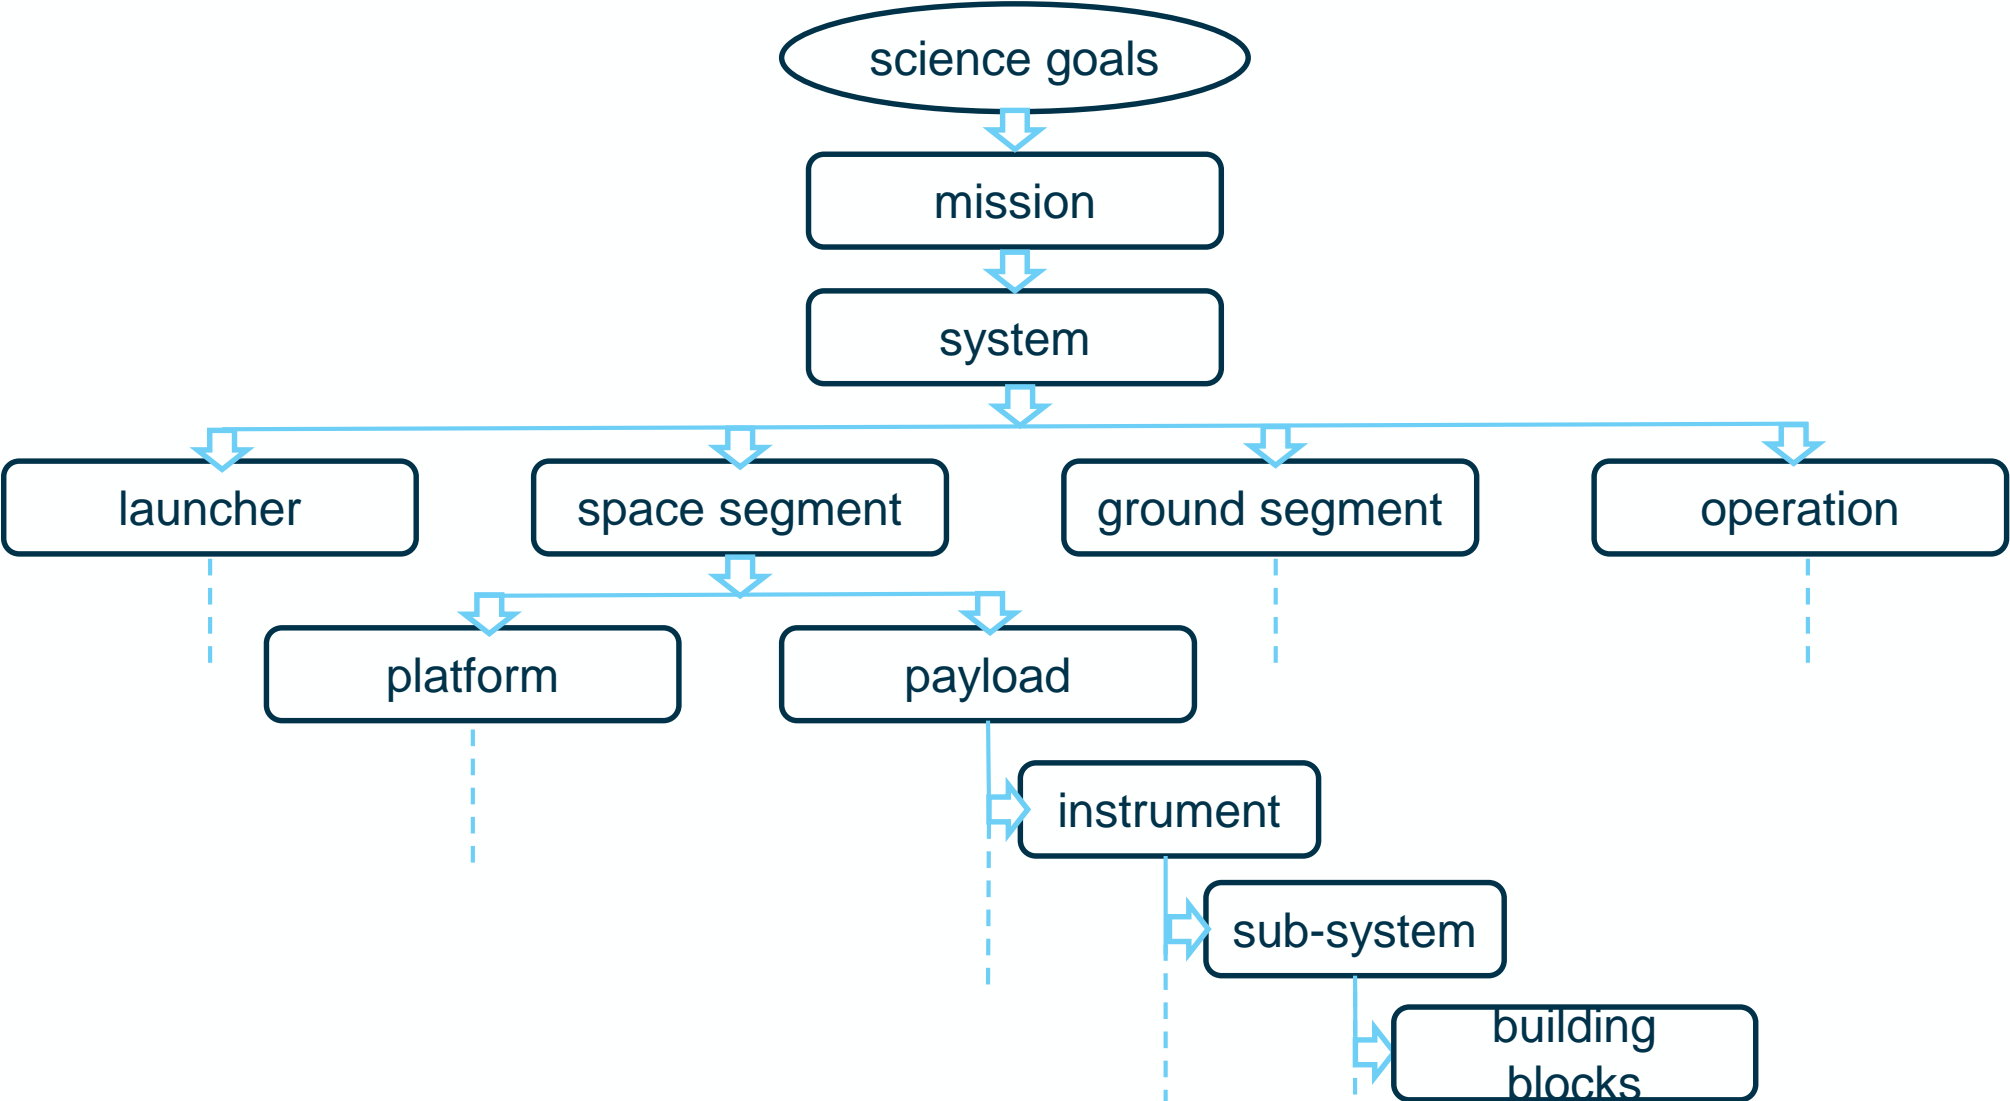 science goals
mission
system
launcher
space segment
ground segment
operation
platform
payload
instrument
sub-system
building
blocks